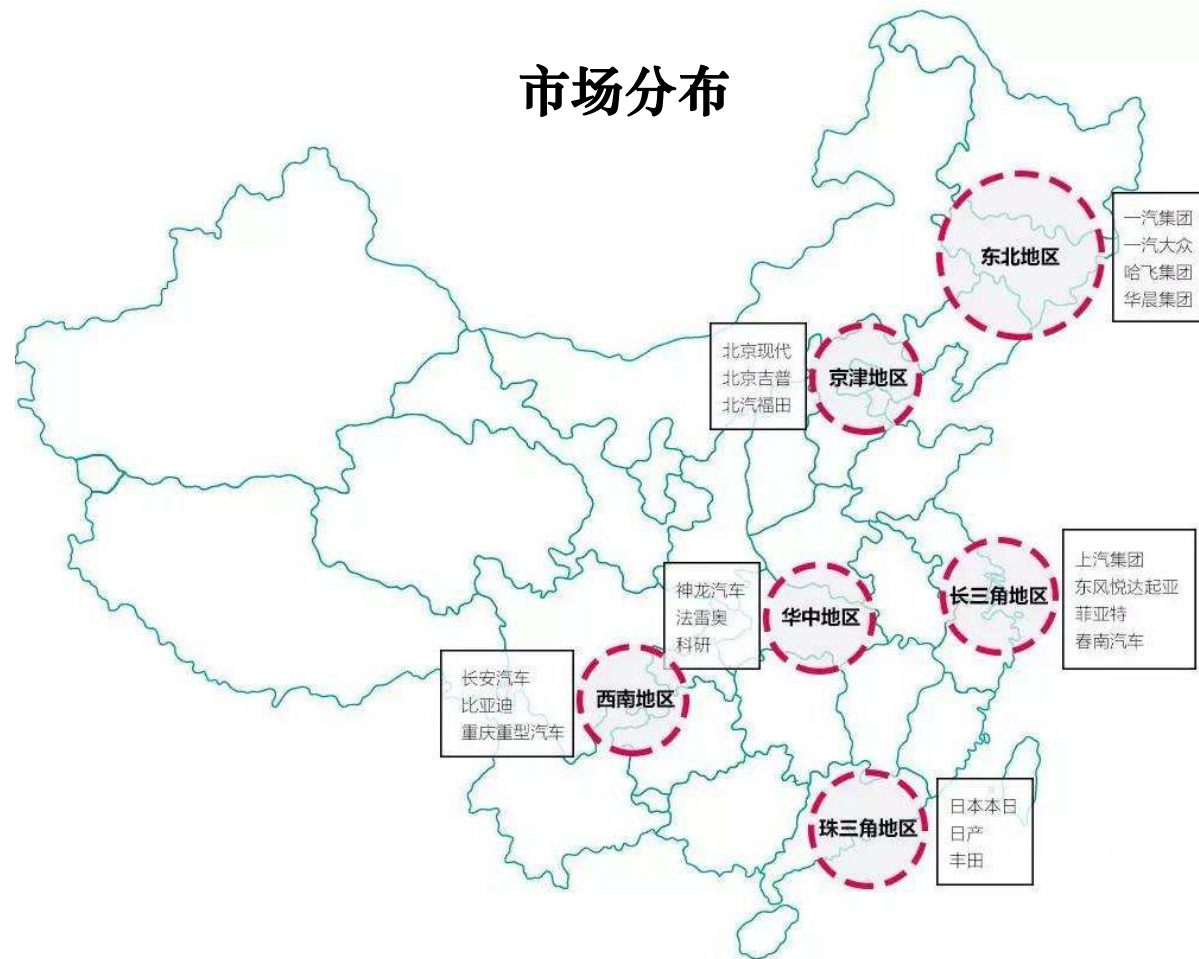 市场分布
东北地区
一汽集团
一汽大众
哈飞集团
华晨集团
北京现代
北京吉普
北汽福田
京津地区
长三角地区
上汽集团
东风悦达起亚
菲亚特
春南汽车
神龙汽车
法雷奥
科研
华中地区
长安汽车
比亚迪
重庆重型汽车
西南地区
珠三角地区
日本本日
日产
丰田